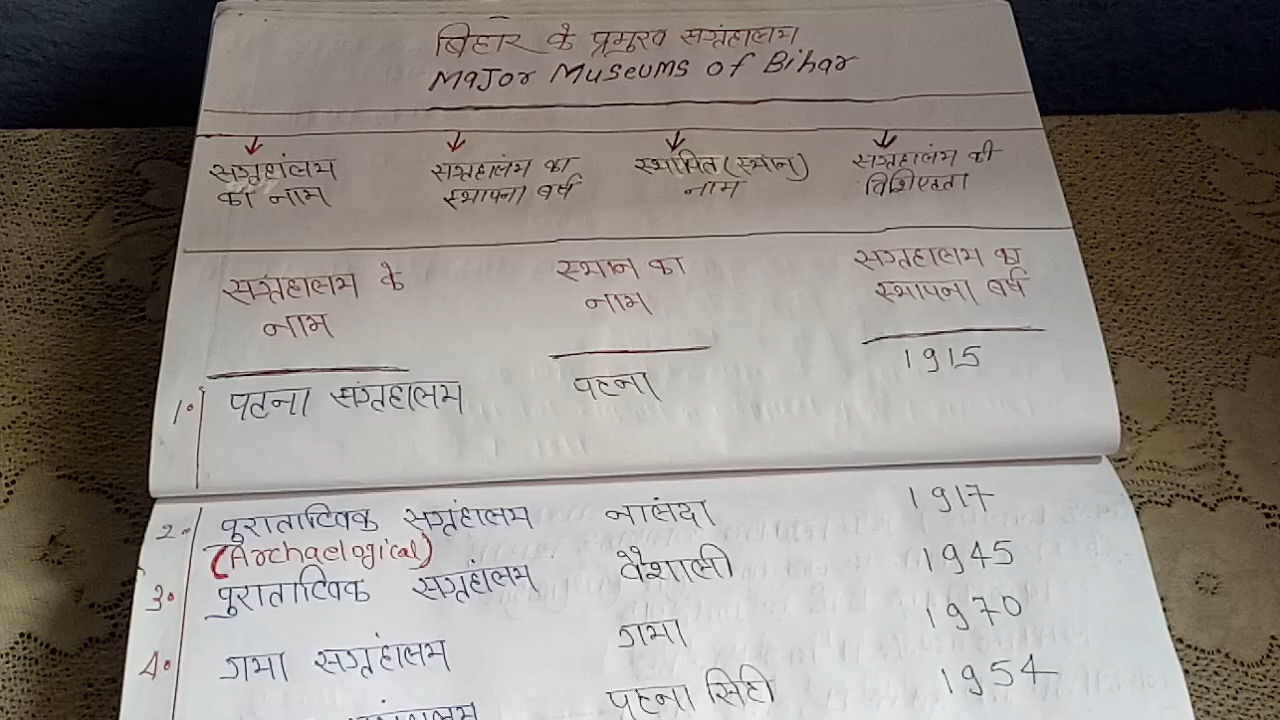 बिहार के प्रमुख संग्रहालय
Major Museums of Bihar
संग्रहालय का नाम
संग्रहालय का स्थापना वर्ष
स्थापित (स्थान) नाम
संग्रहालय की विशिष्टता
संग्रहालय के नाम
स्थान का नाम
संग्रहालय का स्थापना वर्ष
1. पटना संग्रहालय पटना 1915
2. पुरातात्विक संग्रहालय नालंदा 1917
(Archaelogical)
3. पुरातात्विक संग्रहालय वैशाली 1945
4. गया संग्रहालय गया 1970
पटना सिटी 1954